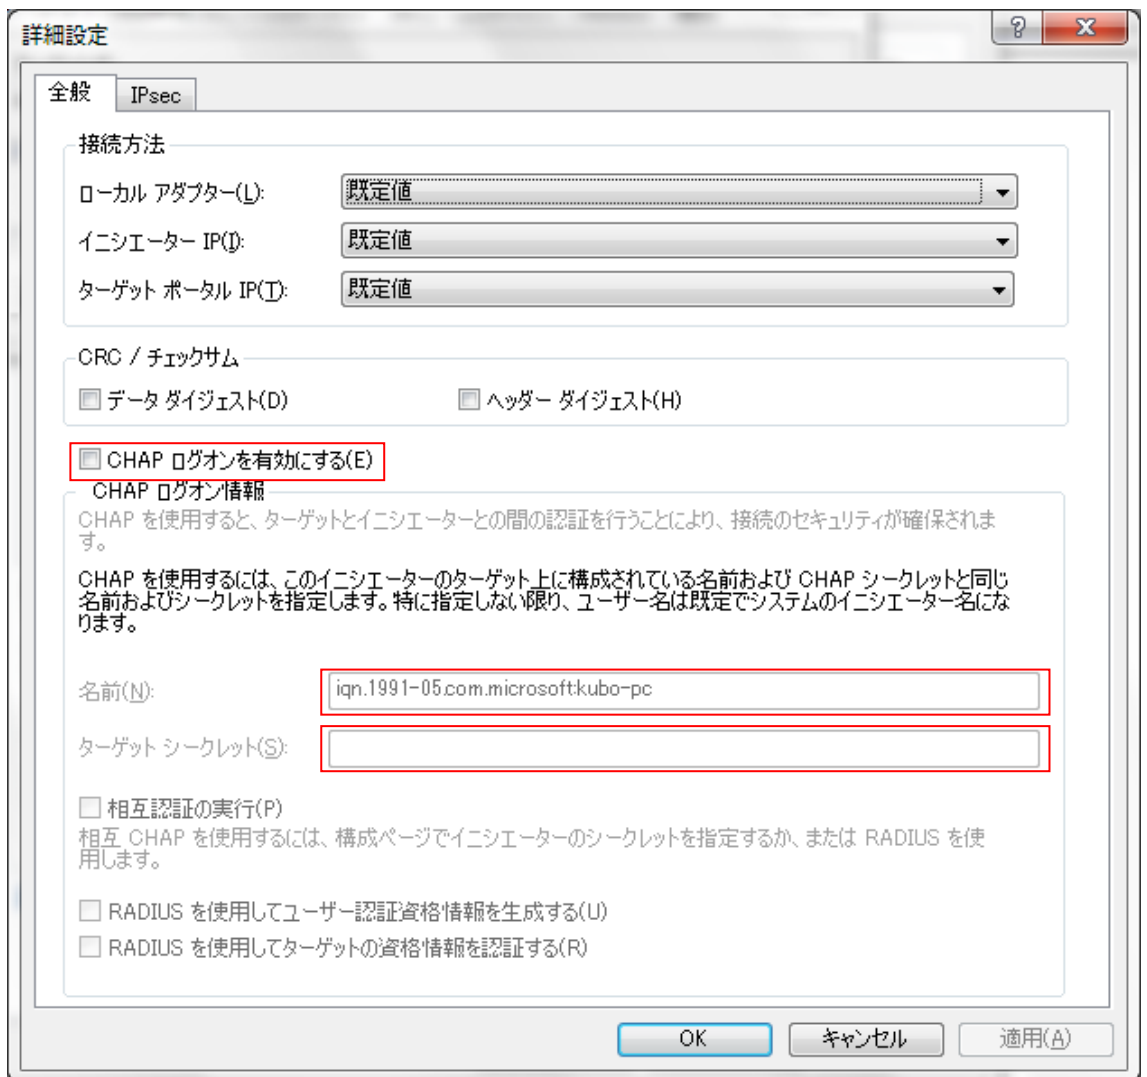 詳細設定
全般
IPsec
接続方法
ローカル アダプター(L):
既定値
イニシエーター IP(I):
既定値
ターゲット ポータル IP(T):
既定値
CRC / チェックサム
データ ダイジェスト(D)
ヘッダー ダイジェスト(H)
CHAP ログオンを有効にする(E)
CHAP ログオン情報
CHAP を使用すると、ターゲットとイニシエーターとの間の認証を行うことにより、接続のセキュリティが確保されま
す。
CHAP を使用するには、このイニシエーターのターゲット上に構成されている名前および CHAP シークレットと同じ
名前およびシークレットを指定します。特に指定しない限り、ユーザー名は既定でシステムのイニシエーター名にな
ります。
名前(N):
iqn.1991-05.com.microsoft:kubo-pc
ターゲット シークレット(S):
相互認証の実行(P)
相互 CHAP を使用するには、構成ページでイニシエーターのシークレットを指定するか、または RADIUS を使
用します。
RADIUS を使用してユーザー認証資格情報を生成する(U)
RADIUS を使用してターゲットの資格情報を認証する(R)
OK
キャンセル
適用(A)